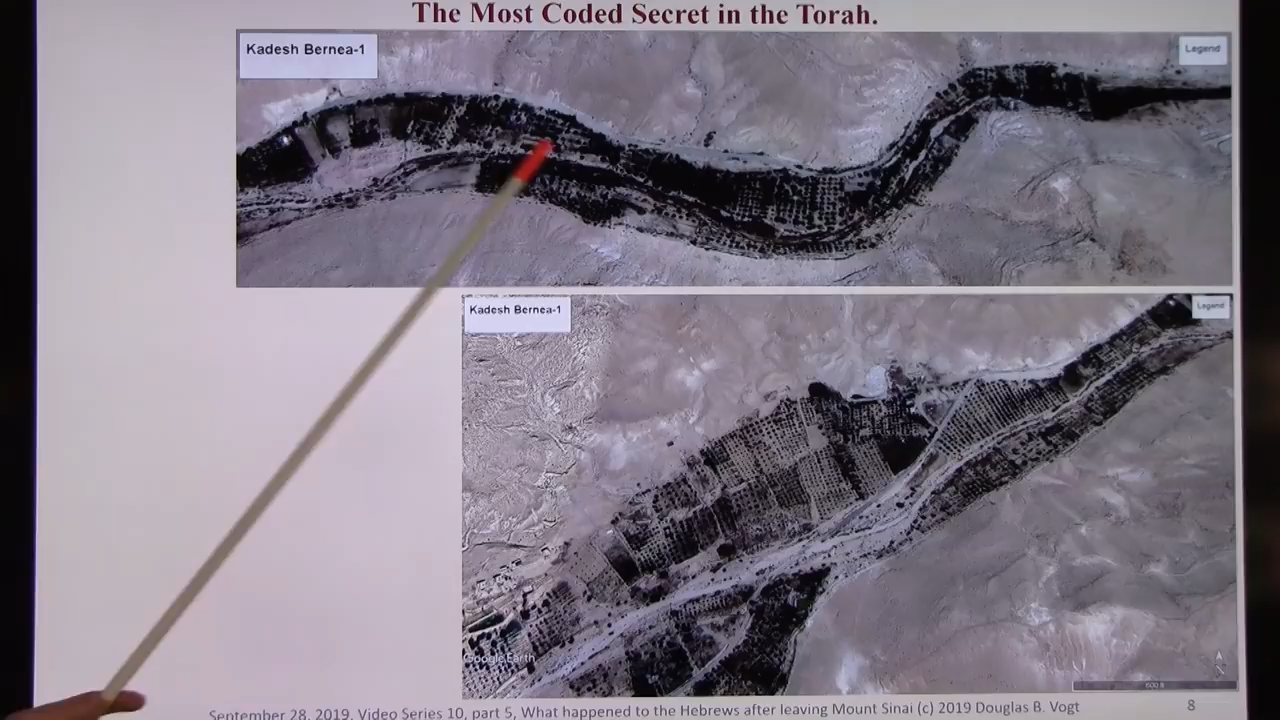 The Most Coded Secret in the Torah.
Kadesh Bernea-1
Legend
Kadesh Bernea-1
Legend
Google Earth
600 ft
September 28, 2019, Video Series 10, part 5, What happened to the Hebrews after leaving Mount Sinai (c) 2019 Douglas B. Vogt
8